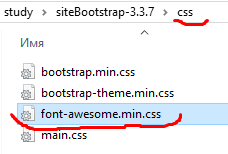 study › siteBootstrap-3.3.7 › css
Имя
bootstrap.min.css
bootstrap-theme.min.css
font-awesome.min.css
main.css